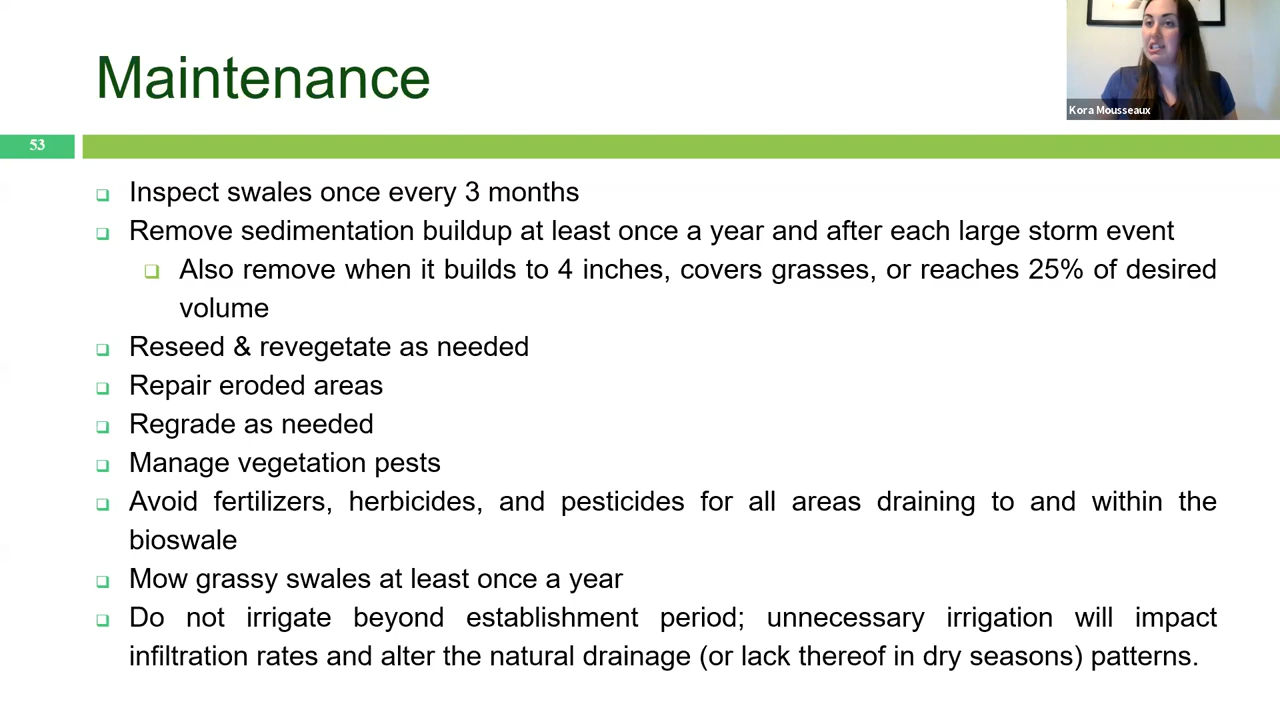 Maintenance
Kora Mousseaux
53
Inspect swales once every 3 months
Remove sedimentation buildup at least once a year and after each large storm event
Also remove when it builds to 4 inches, covers grasses, or reaches 25% of desired
volume
Reseed & revegetate as needed
Repair eroded areas
Regrade as needed
Manage vegetation pests
Avoid fertilizers, herbicides, and pesticides for all areas draining to and within the
bioswale
Mow grassy swales at least once a year
Do not irrigate beyond establishment period; unnecessary irrigation will impact
infiltration rates and alter the natural drainage (or lack thereof in dry seasons) patterns.